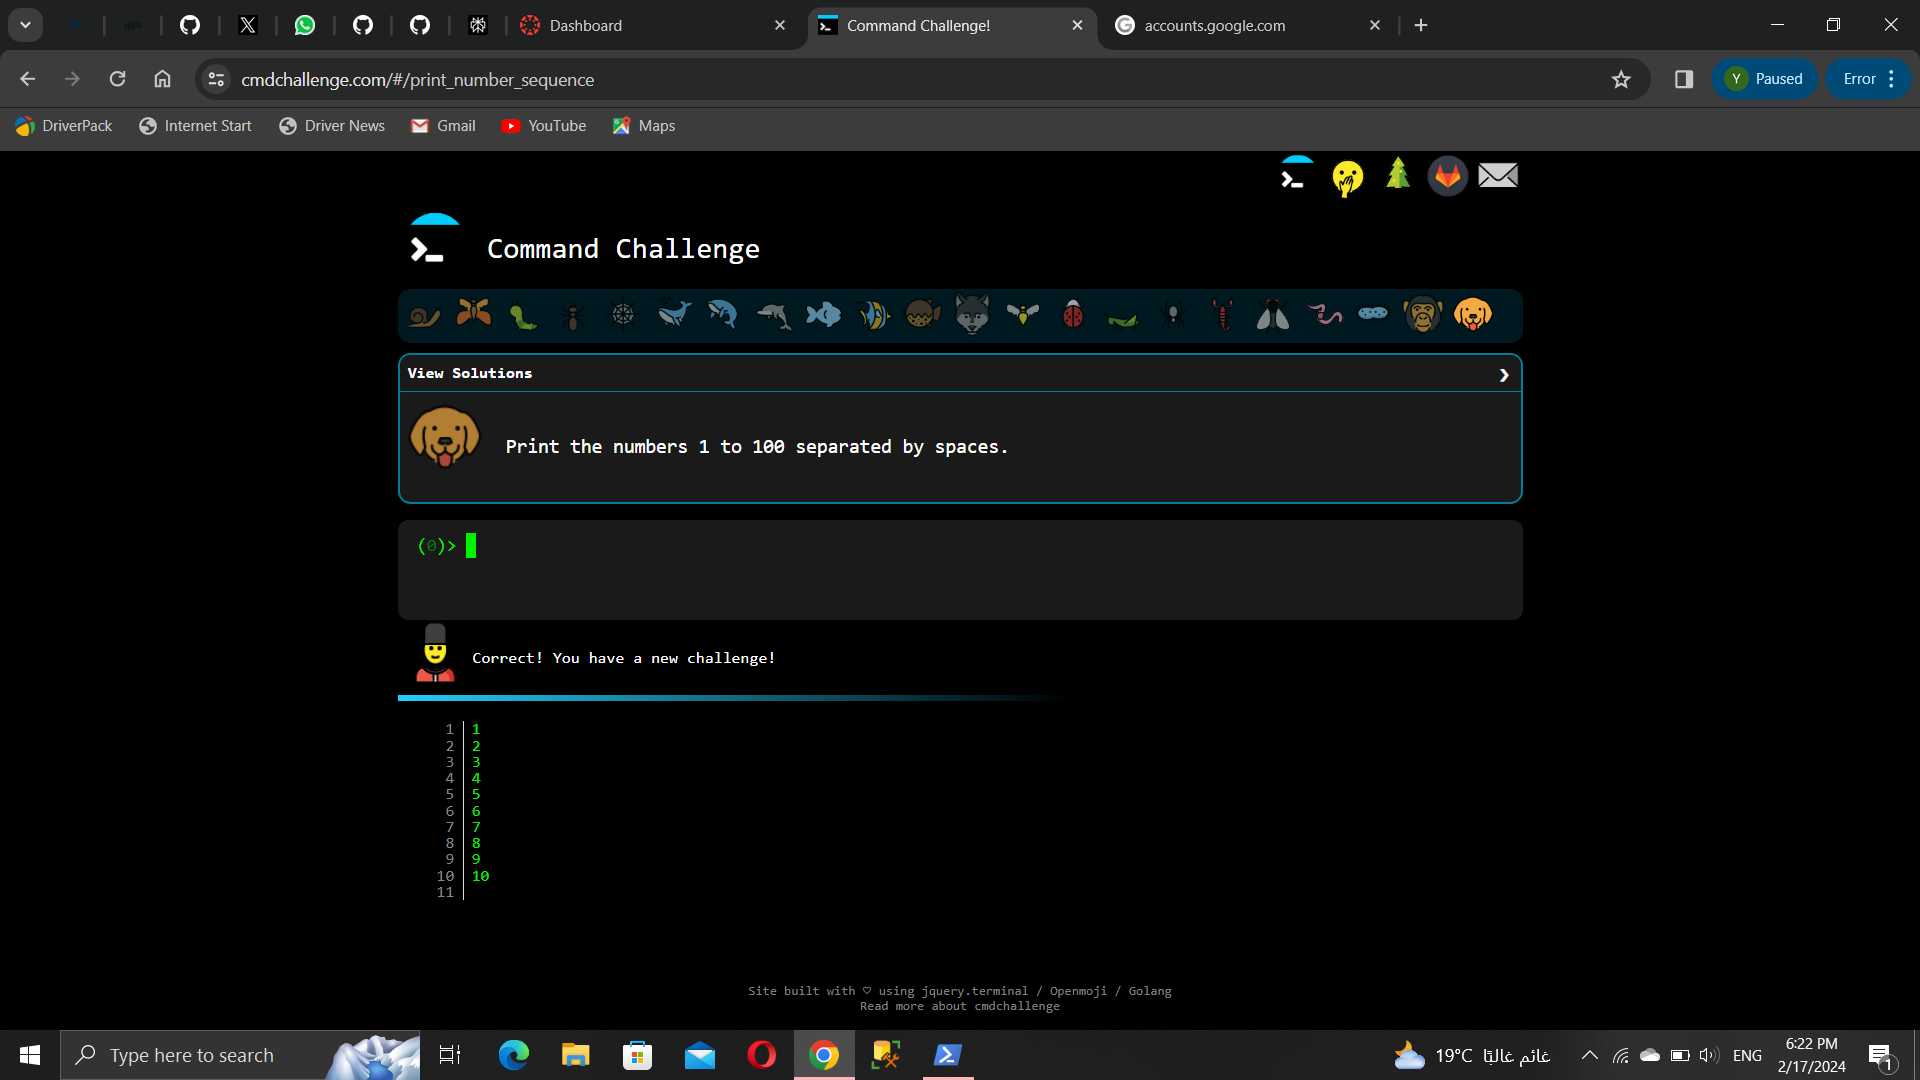 Dashboard
Command Challenge!
accounts.google.com
cmdchallenge.com/#/print_number_sequence
Y Paused
Error
DriverPack
Internet Start
Driver News
Gmail
YouTube
Maps
Command Challenge
View Solutions
Print the numbers 1 to 100 separated by spaces.
(0)>
Correct! You have a new challenge!
1 1
2 2
3 3
4 4
5 5
6 6
7 7
8 8
9 9
10 10
11
Site built with ♡ using jquery.terminal / Openmoji / Golang
Read more about cmdchallenge
Type here to search
19°C غائم غالبًا
ENG
6:22 PM
2/17/2024
1